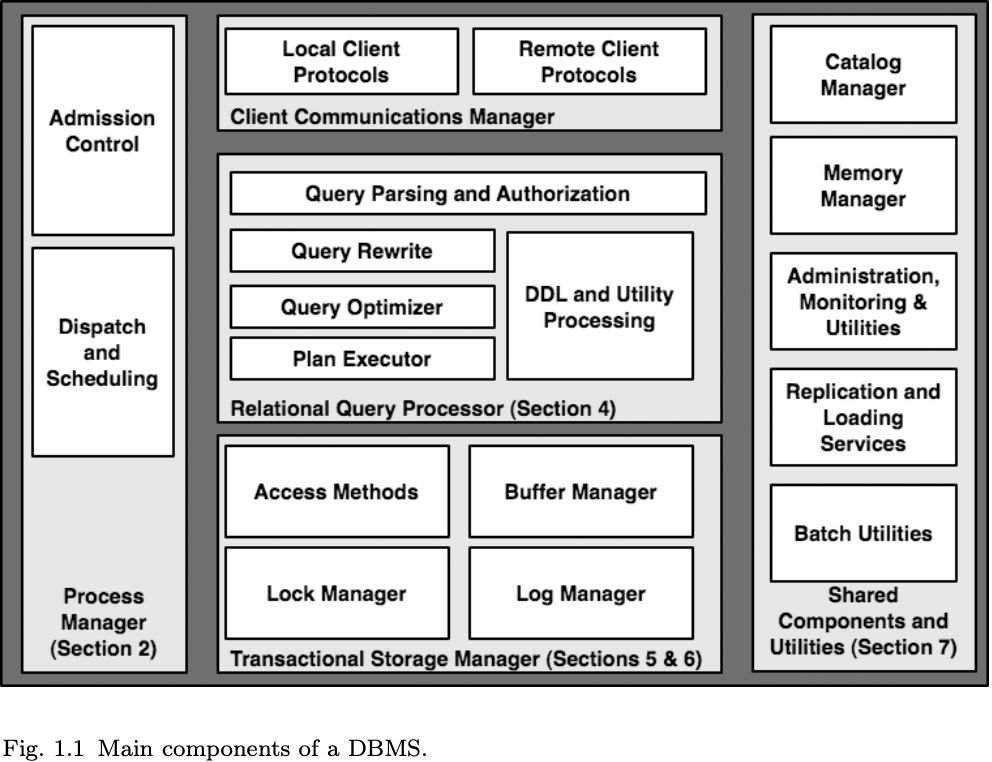 Admission
Control
Dispatch
and
Scheduling
Process
Manager
(Section 2)
Local Client
Protocols
Remote Client
Protocols
Client Communications Manager
Query Parsing and Authorization
Query Rewrite
Query Optimizer
Plan Executor
DDL and Utility
Processing
Relational Query Processor (Section 4)
Access Methods
Buffer Manager
Lock Manager
Log Manager
Transactional Storage Manager (Sections 5 & 6)
Catalog
Manager
Memory
Manager
Administration,
Monitoring &
Utilities
Replication and
Loading
Services
Batch Utilities
Shared
Components and
Utilities (Section 7)
Fig. 1.1 Main components of a DBMS.